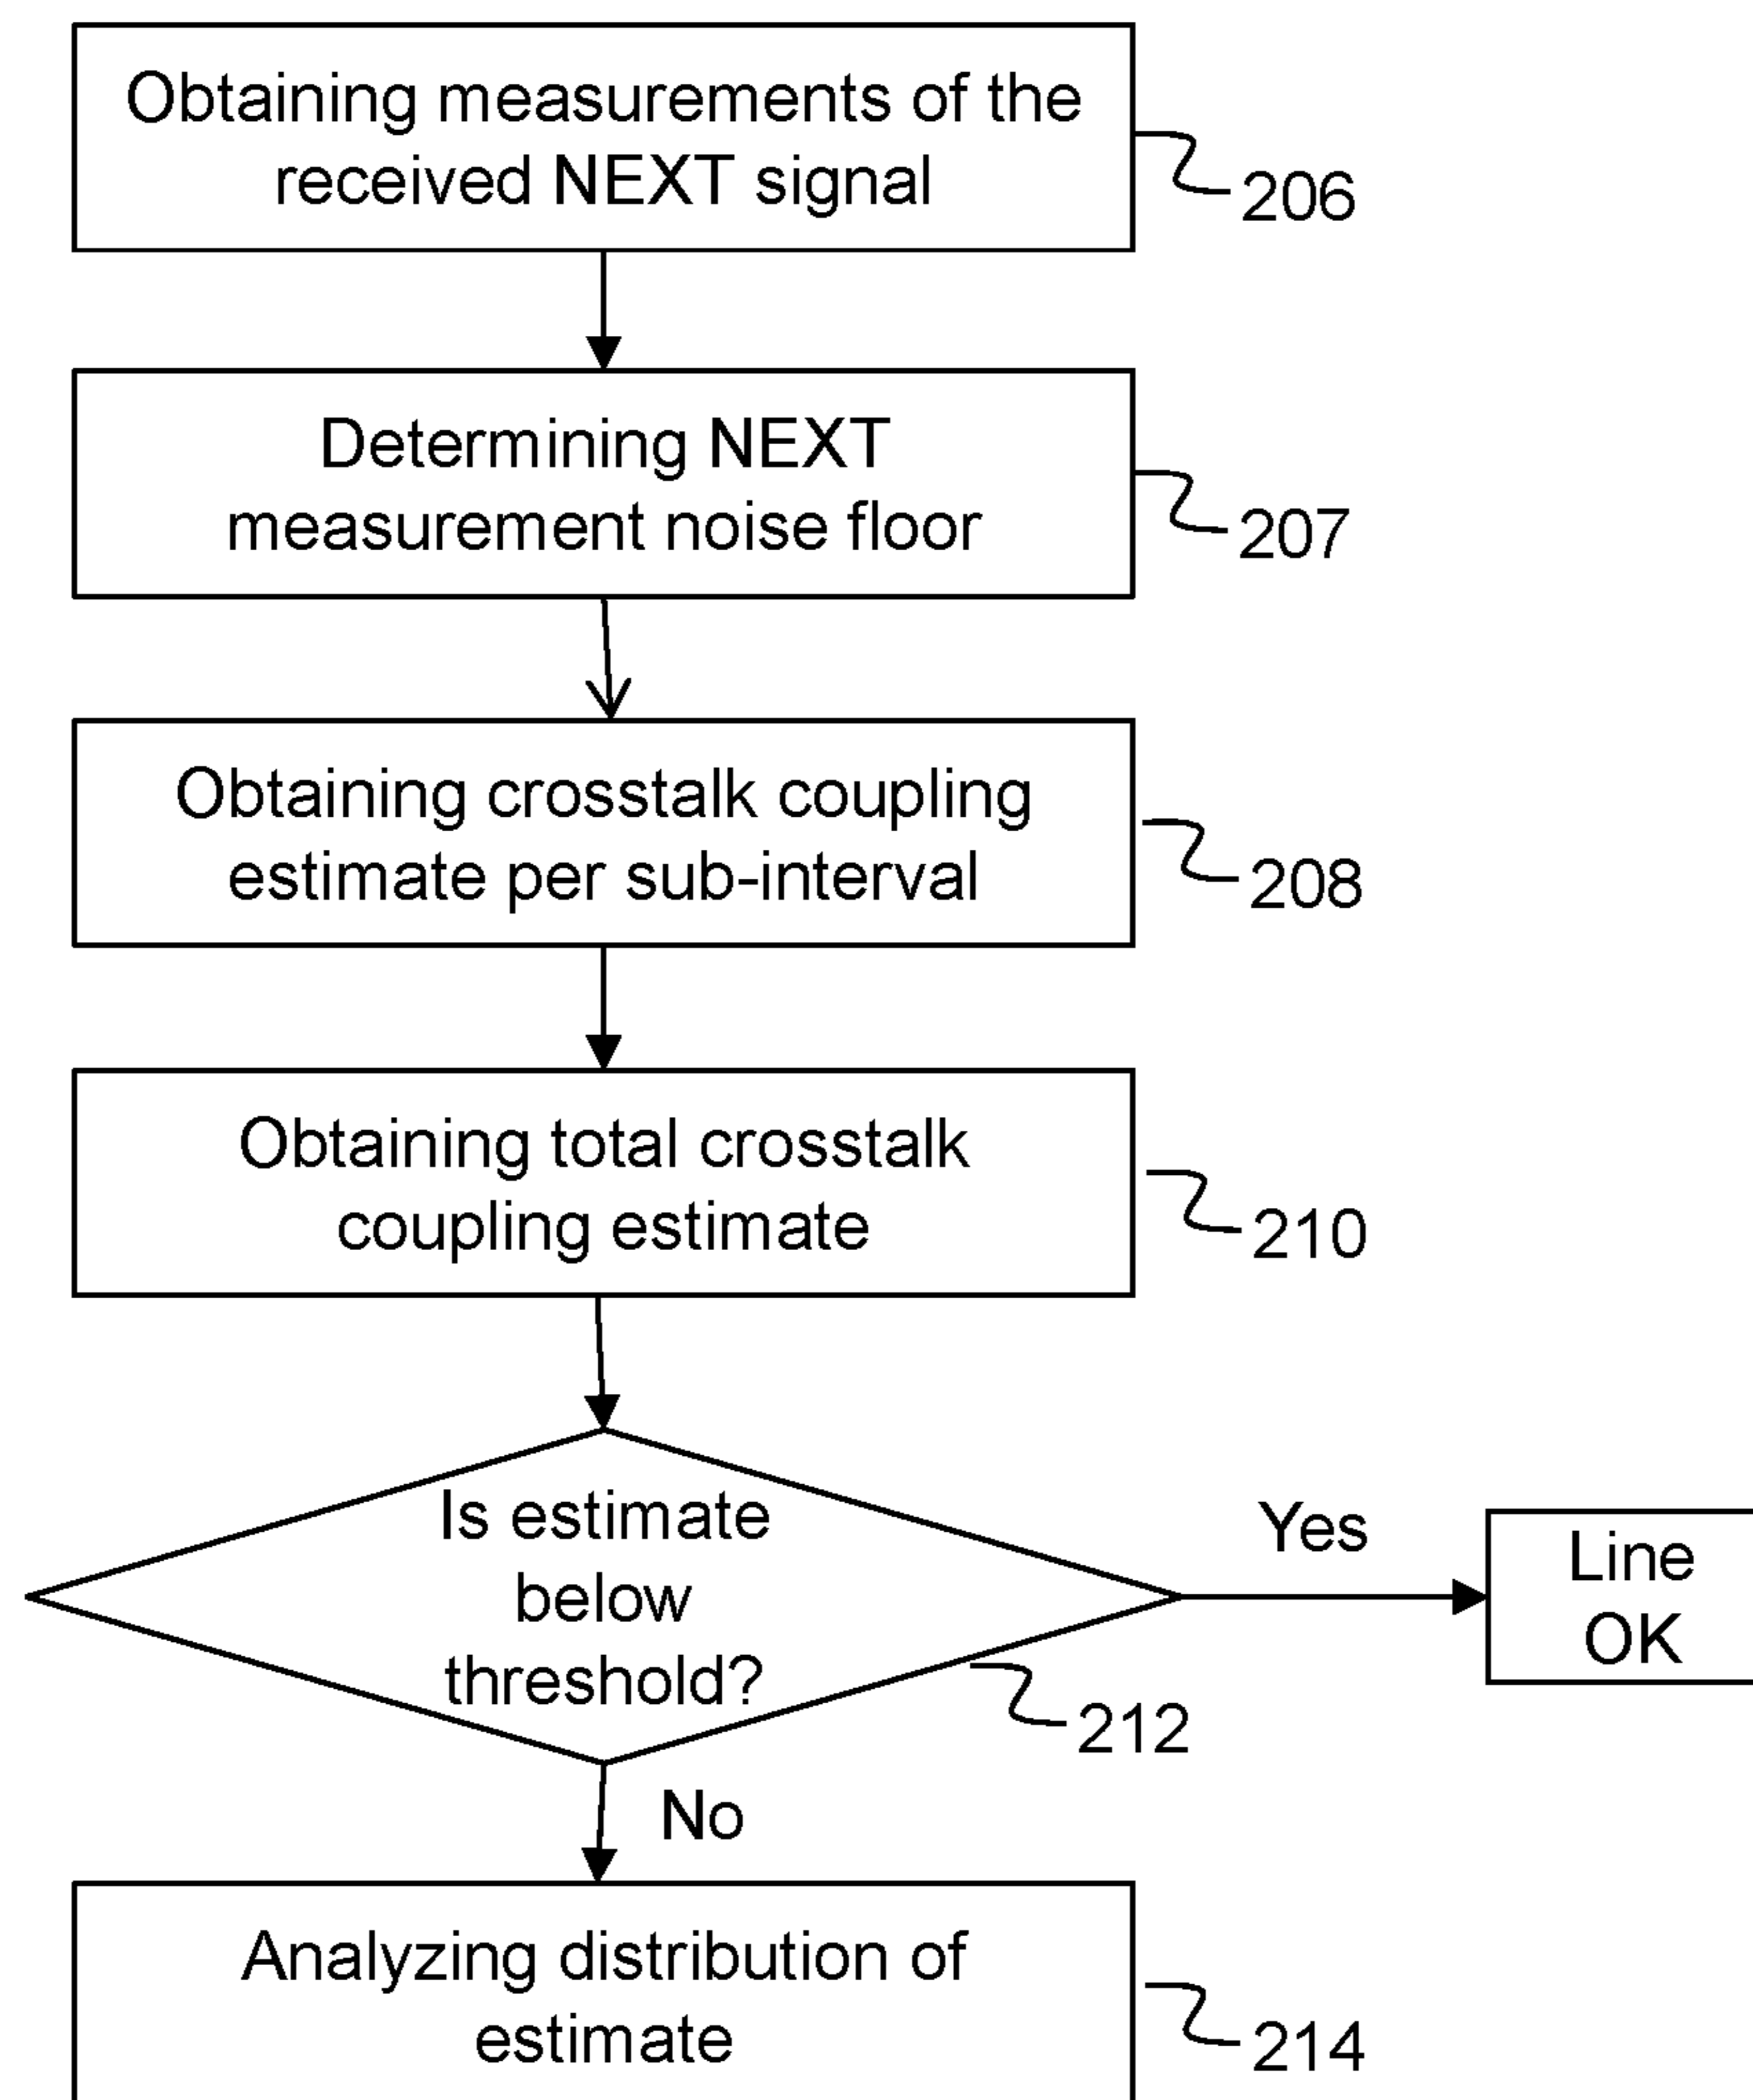 Obtaining measurements of the
received NEXT signal
206
Determining NEXT
measurement noise floor
207
Obtaining crosstalk coupling
estimate per sub-interval
208
Obtaining total crosstalk
coupling estimate
210
Is estimate
below
threshold?
212
Yes
Line
OK
No
Analyzing distribution of
estimate
214